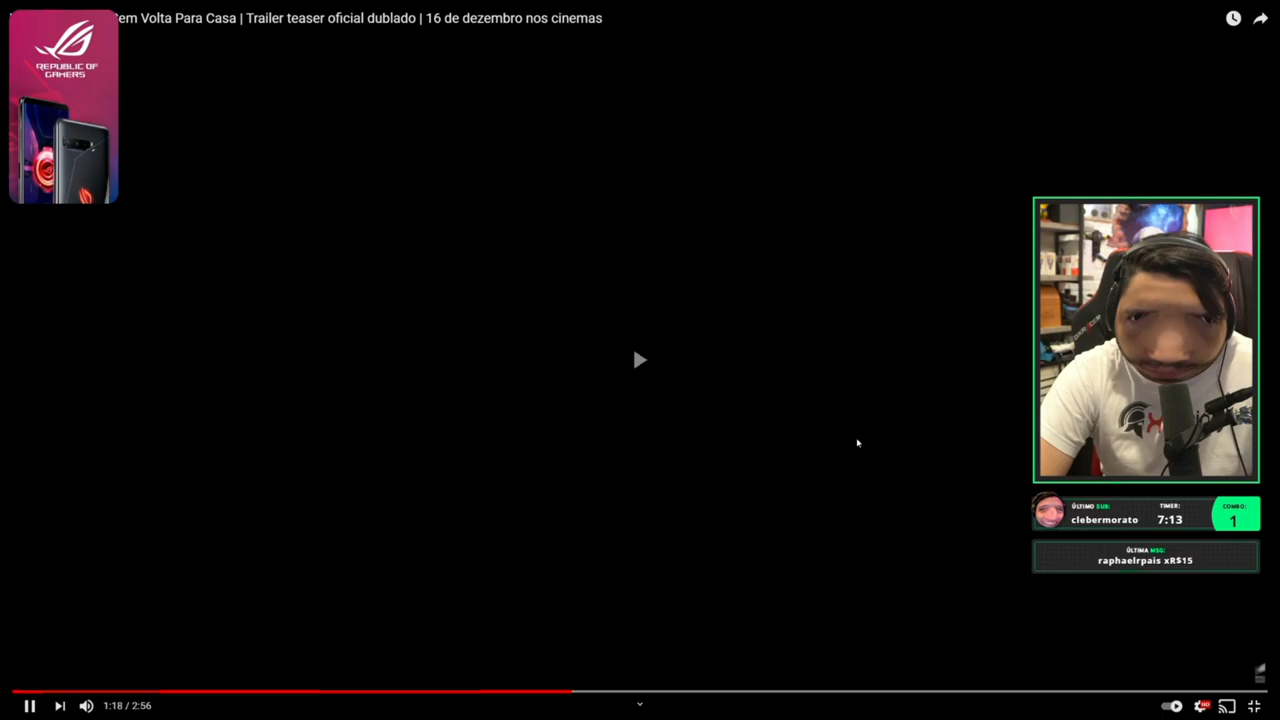 em Volta Para Casa | Trailer teaser oficial dublado | 16 de dezembro nos cinemas
REPUBLIC OF
GAMERS
ÚLTIMO SUB:
clebermorato
TIMER:
7:13
COMBO:
1
ÚLTIMA MSG:
raphaelrpais xR$15
1:18 / 2:56
HD